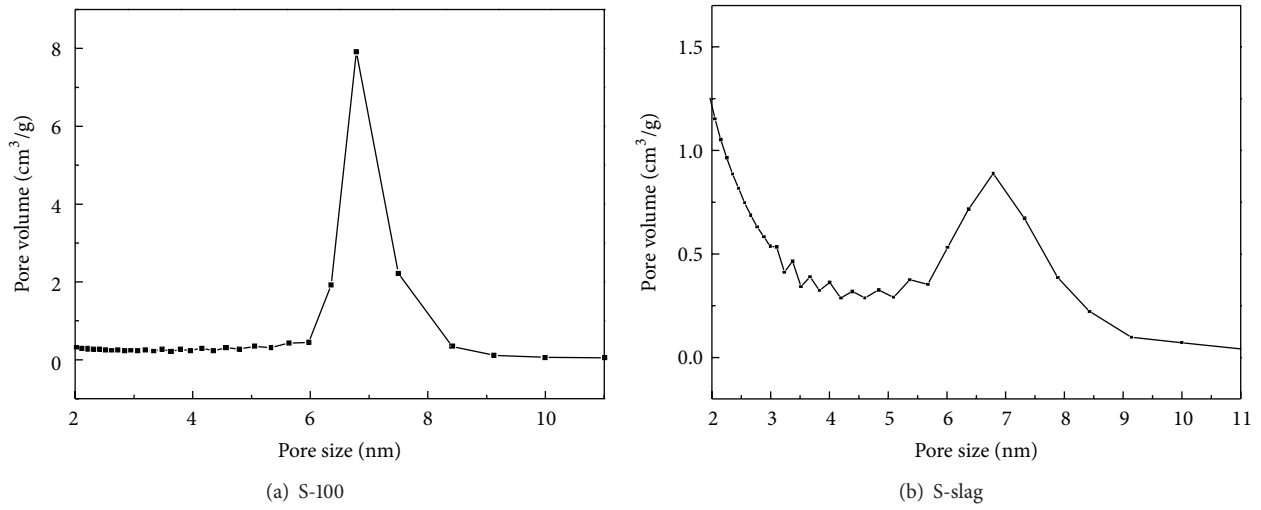 8
6
4
2
0
Pore volume (cm³/g)
2 4 6 8 10
Pore size (nm)
(a) S-100
1.5
1.0
0.5
0.0
Pore volume (cm³/g)
2 3 4 5 6 7 8 9 10 11
Pore size (nm)
(b) S-slag